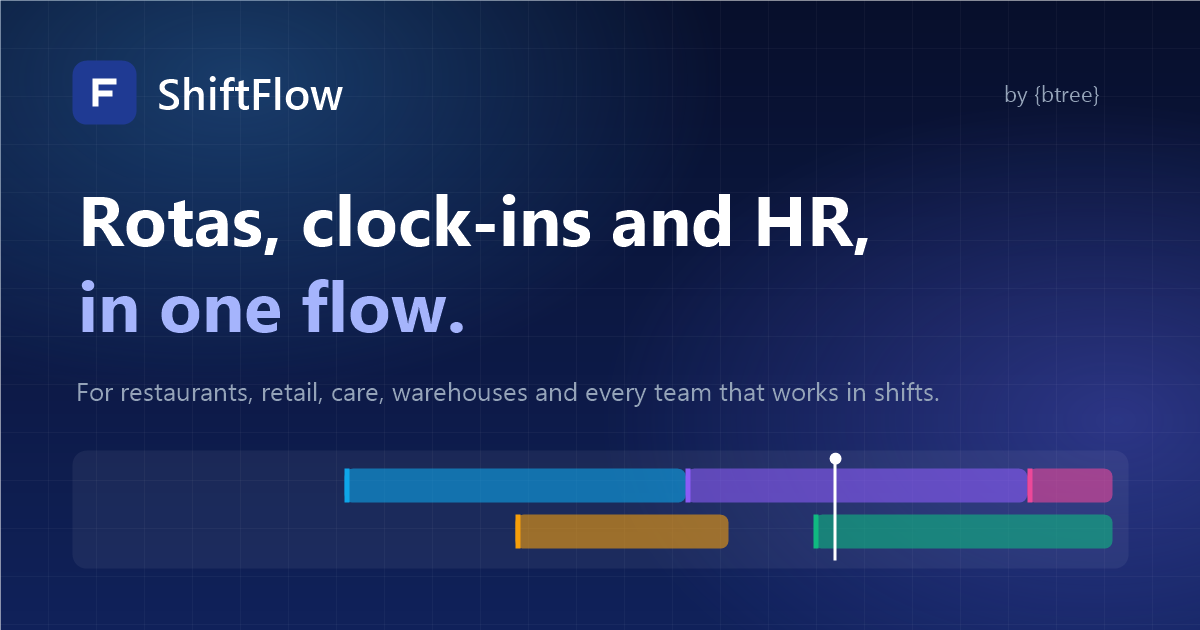 F ShiftFlow
by {btree}
Rotas, clock-ins and HR,
in one flow.
For restaurants, retail, care, warehouses and every team that works in shifts.